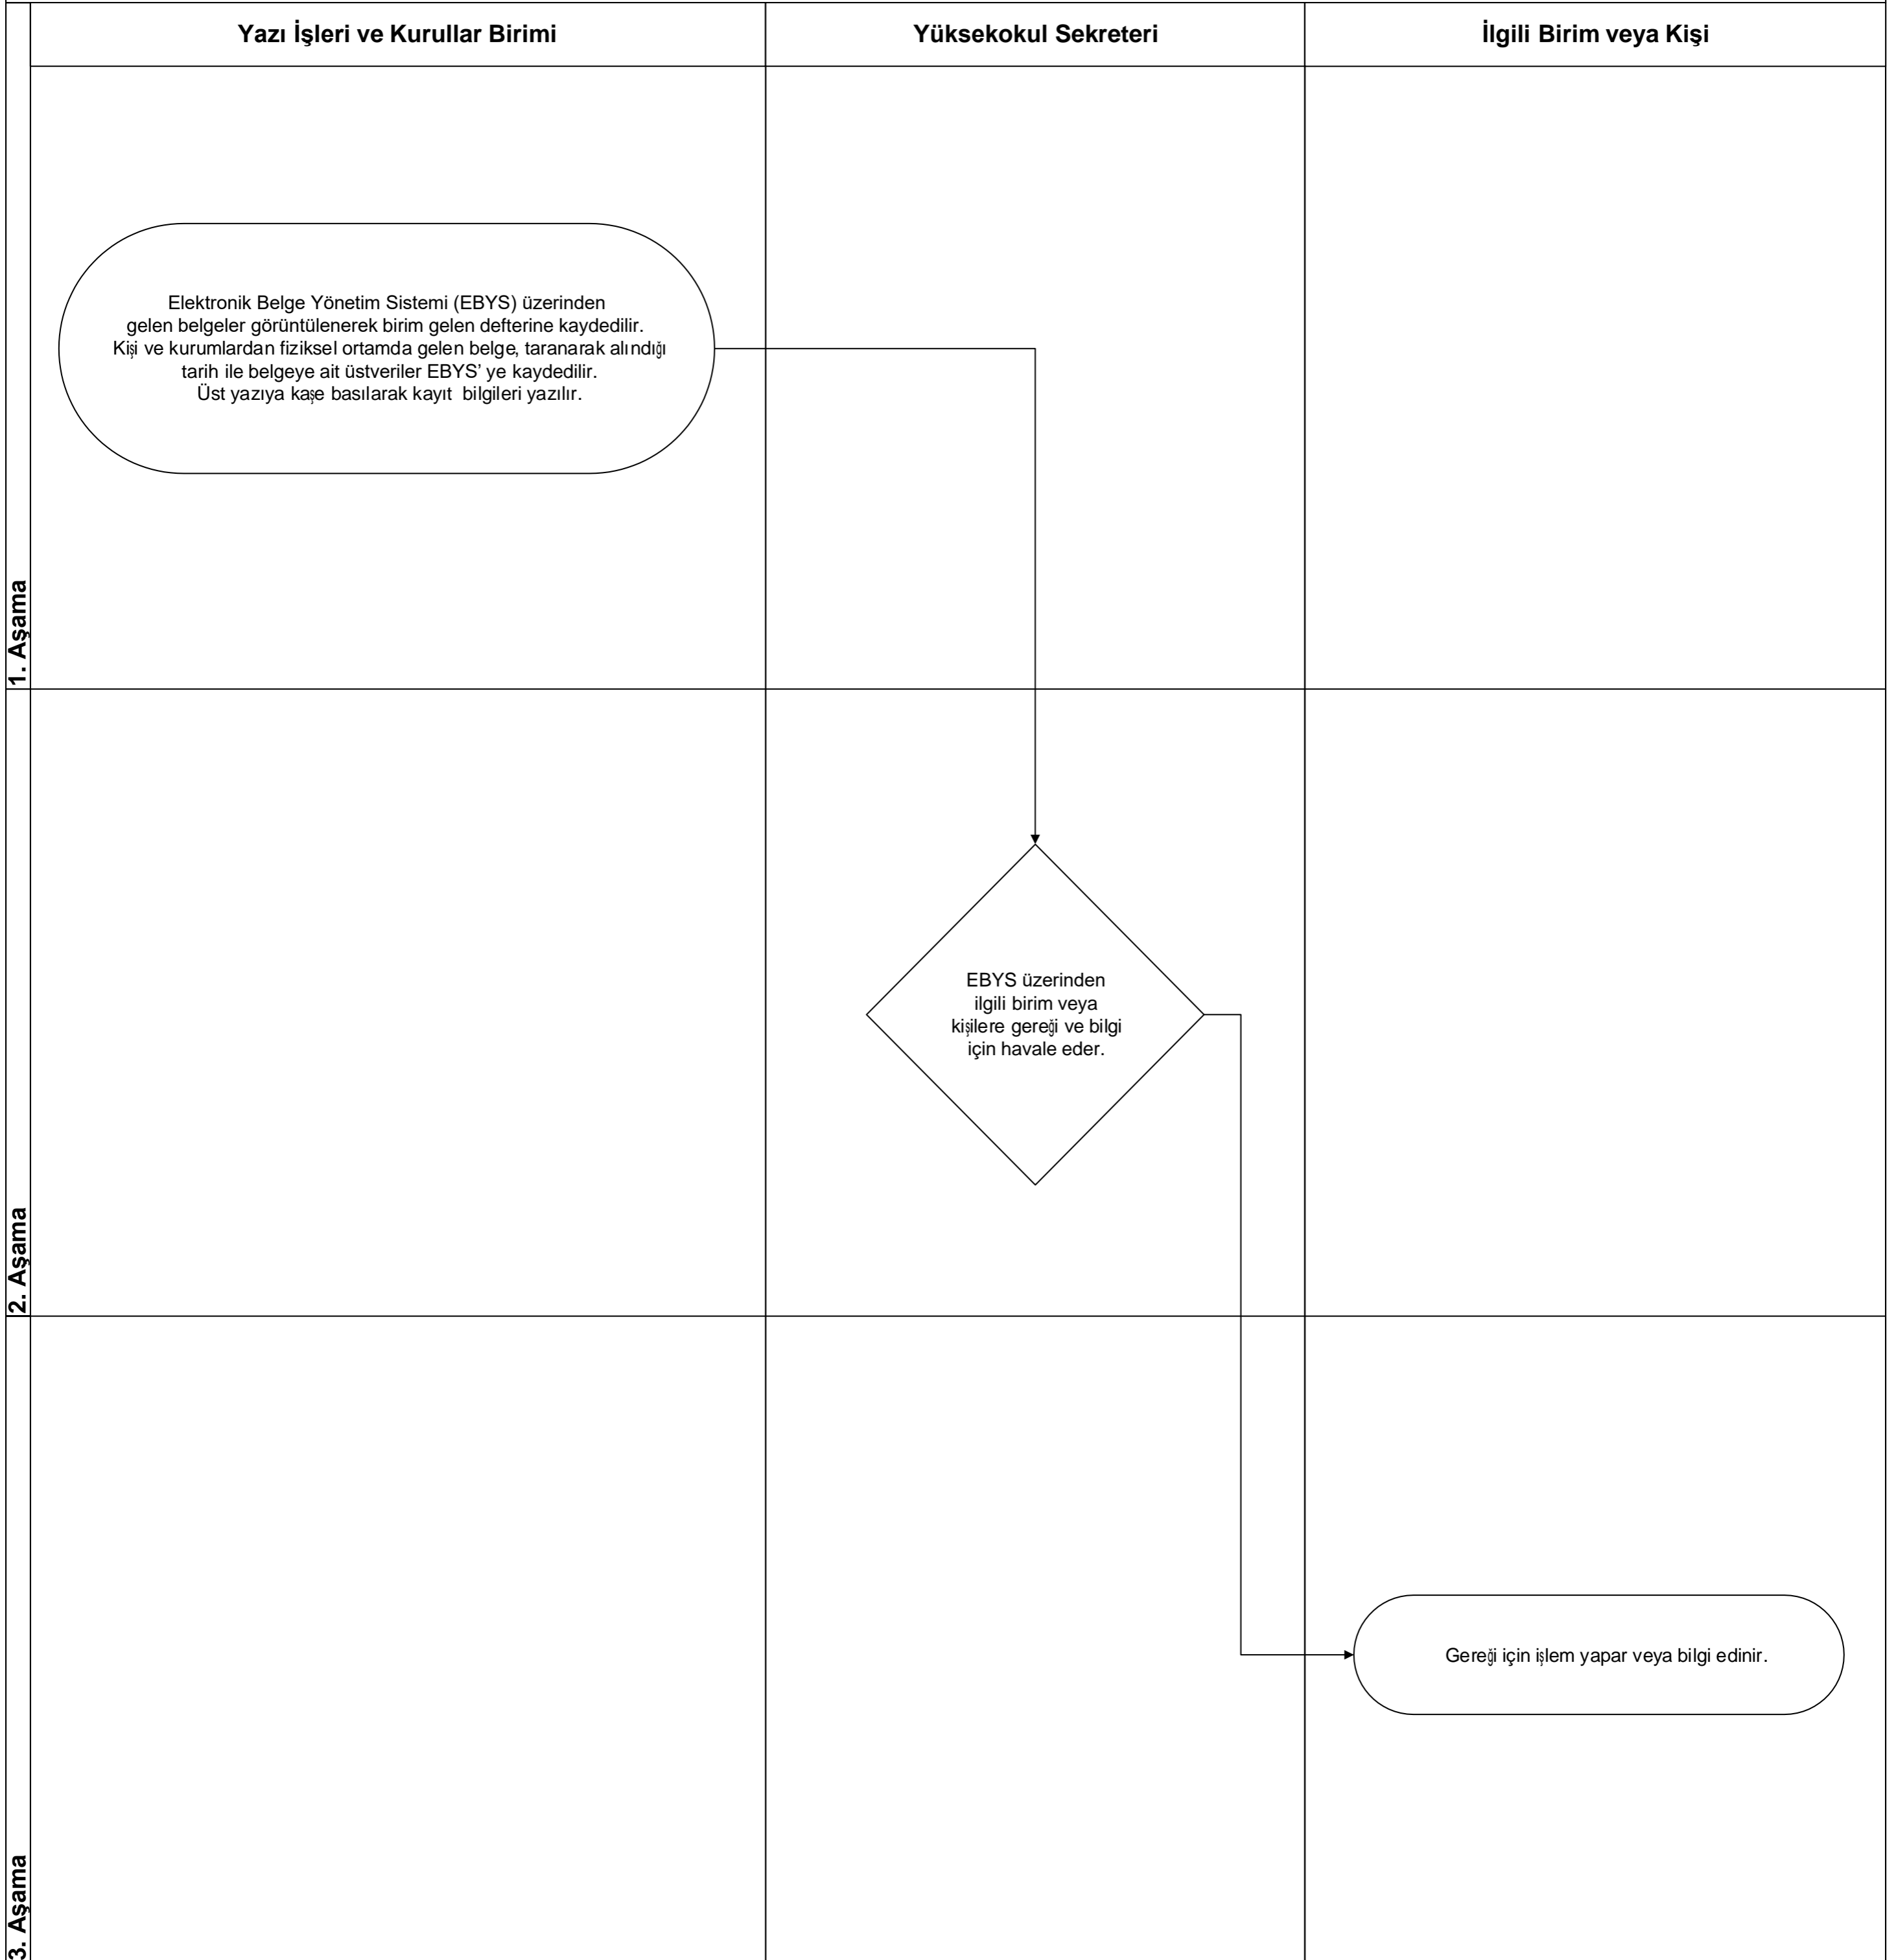 Yazı İşleri ve Kurullar Birimi
Yüksekokul Sekreteri
İlgili Birim veya Kişi
1. Aşama
Elektronik Belge Yönetim Sistemi (EBYS) üzerinden
gelen belgeler görüntülenerek birim gelen defterine kaydedilir.
Kişi ve kurumlardan fiziksel ortamda gelen belge, taranarak alındığı
tarih ile belgeye ait üstveriler EBYS’ ye kaydedilir.
Üst yazıya kaşe basılarak kayıt bilgileri yazılır.
2. Aşama
EBYS üzerinden
ilgili birim veya
kişilere gereği ve bilgi
için havale eder.
3. Aşama
Gereği için işlem yapar veya bilgi edinir.